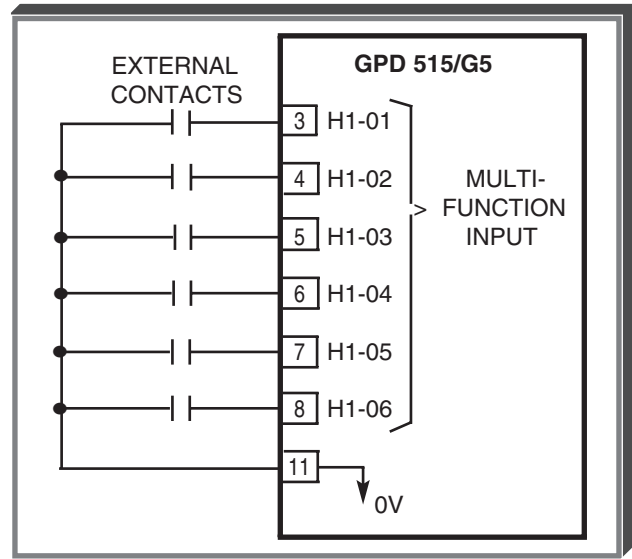 EXTERNAL
CONTACTS
GPD 515/G5
3 H1-01
4 H1-02
5 H1-03
6 H1-04
7 H1-05
8 H1-06
MULTI-
FUNCTION
INPUT
11
0V